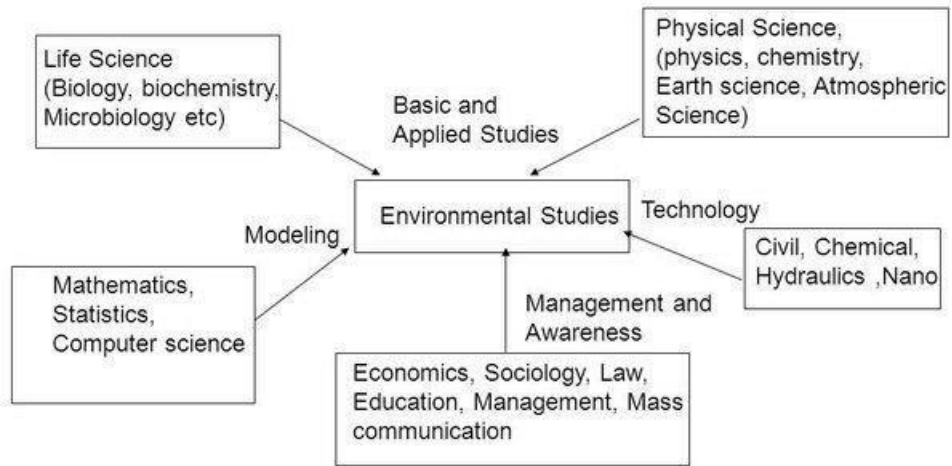 Life Science
(Biology, biochemistry,
Microbiology etc)
Basic and
Applied Studies
Physical Science,
(physics, chemistry,
Earth science, Atmospheric
Science)
Environmental Studies
Modeling
Technology
Mathematics,
Statistics,
Computer science
Civil, Chemical,
Hydraulics ,Nano
Management and
Awareness
Economics, Sociology, Law,
Education, Management, Mass
communication